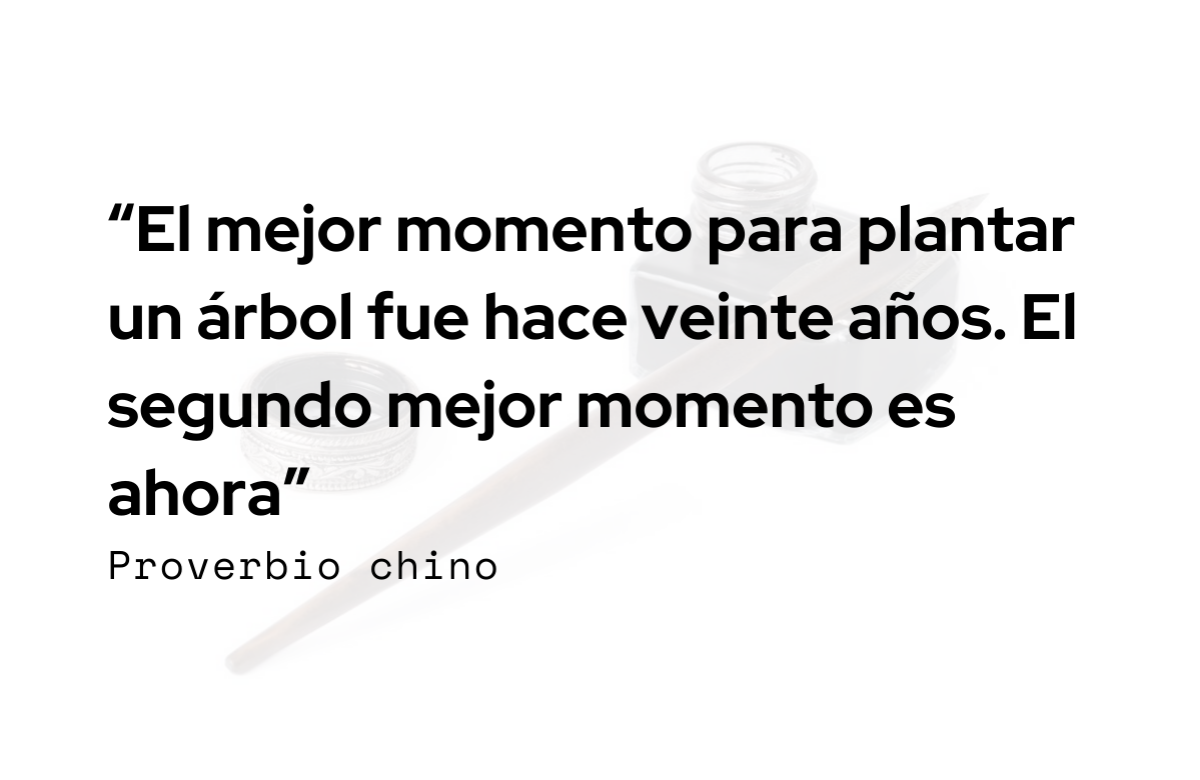 “El mejor momento para plantar
un árbol fue hace veinte años. El
segundo mejor momento es
ahora”
Proverbio chino